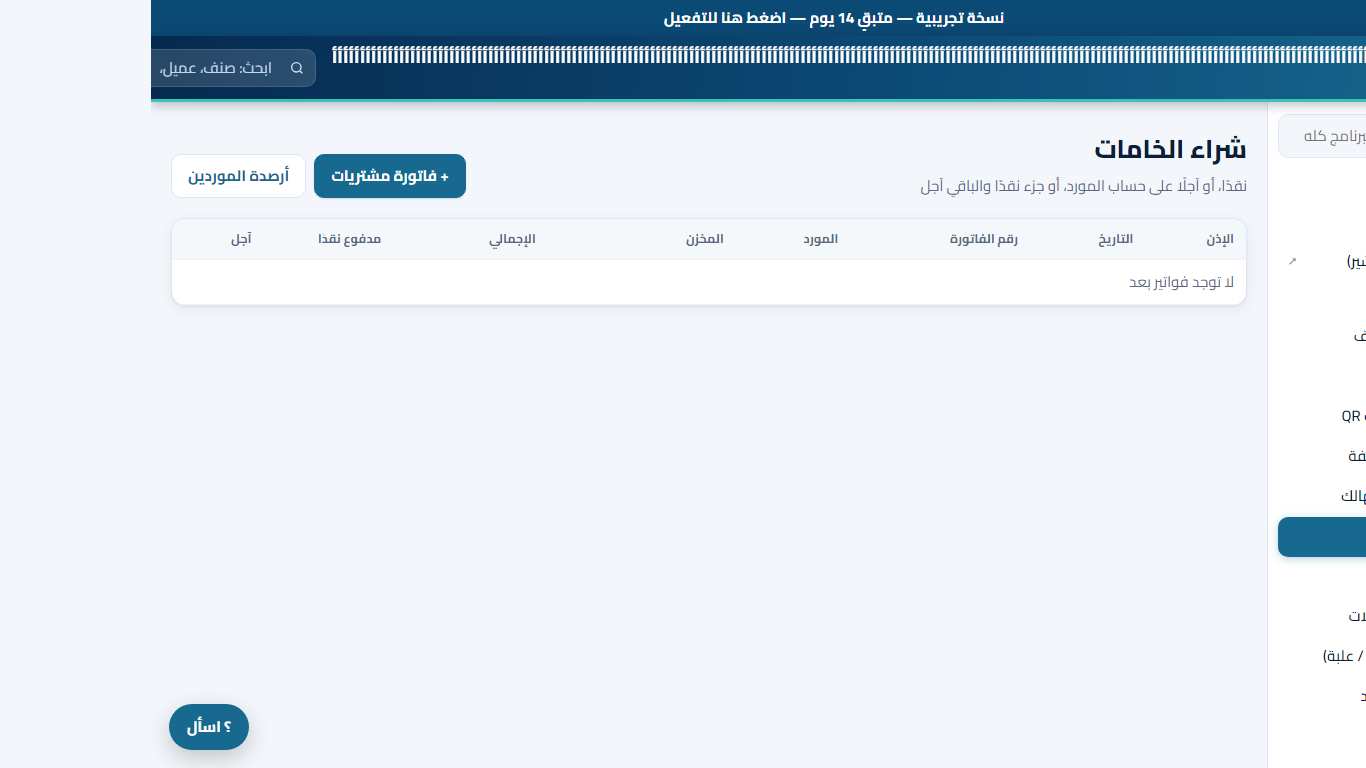 نسخة تجريبية — متبقٍ 14 يوم — اضغط هنا للتفعيل
ابحث: صنف، عميل،
برنامج كله
شراء الخامات
نقدًا، أو آجلًا على حساب المورد، أو جزء نقدًا والباقي آجل
+ فاتورة مشتريات
أرصدة الموردين
الإذن
التاريخ
رقم الفاتورة
المورد
المخزن
الإجمالي
مدفوع نقدا
آجل
لا توجد فواتير بعد
QR
/ علبة)
؟ اسأل